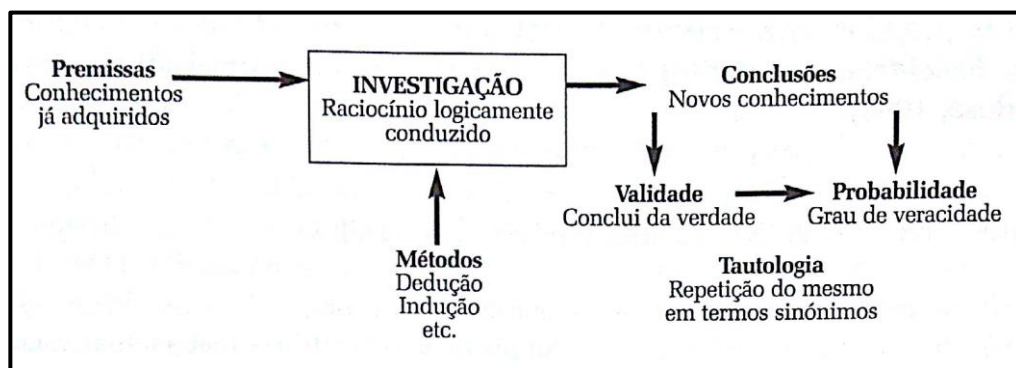 Premissas
Conhecimentos
já adquiridos
INVESTIGAÇÃO
Raciocínio logicamente
conduzido
Conclusões
Novos conhecimentos
Validade
Conclui da verdade
Probabilidade
Grau de veracidade
Métodos
Dedução
Indução
etc.
Tautologia
Repetição do mesmo
em termos sinónimos